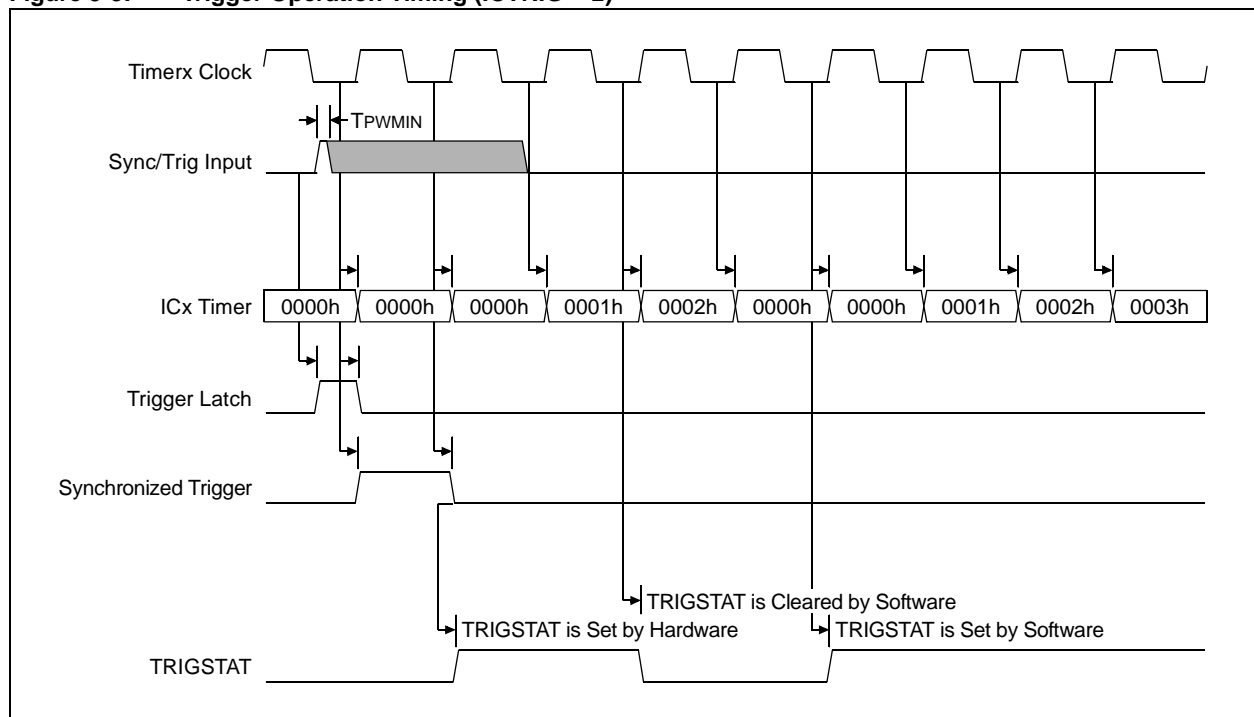 Timerx Clock
TPWMIN
Sync/Trig Input
ICx Timer 0000h 0000h 0000h 0001h 0002h 0000h 0000h 0001h 0002h 0003h
Trigger Latch
Synchronized Trigger
TRIGSTAT is Cleared by Software
TRIGSTAT is Set by Hardware TRIGSTAT is Set by Software
TRIGSTAT